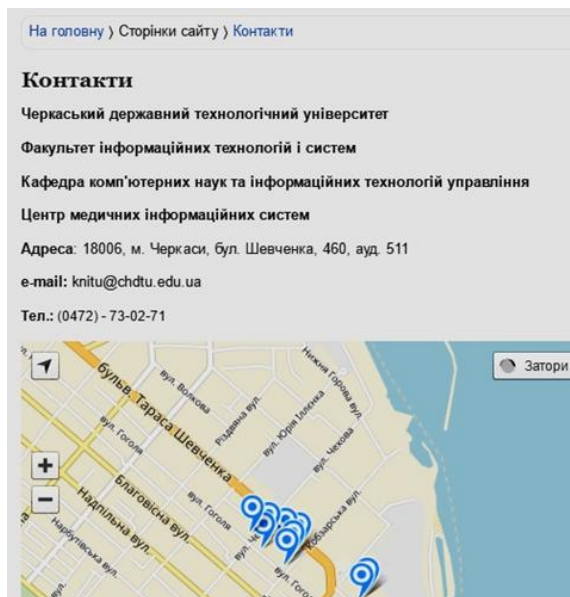 На головну ⟩ Сторінки сайту ⟩ Контакти
Контакти
Черкаський державний технологічний університет
Факультет інформаційних технологій і систем
Кафедра комп'ютерних наук та інформаційних технологій управління
Центр медичних інформаційних систем
Адреса: 18006, м. Черкаси, бул. Шевченка, 460, ауд. 511
e-mail: knitu@chdtu.edu.ua
Тел.: (0472) - 73-02-71
Затори
Нижня Горова вул.
бульв. Тараса Шевченка
вул. Волкова
Різдвяна вул.
вул. Юрія Іллєнка
вул. Чехова
вул. Гоголя
Благовісна вул.
вул. Гоголя
Надпільна вул.
Нарбутівська вул.
Кобзарська вул.
вул.
вул.
+
−